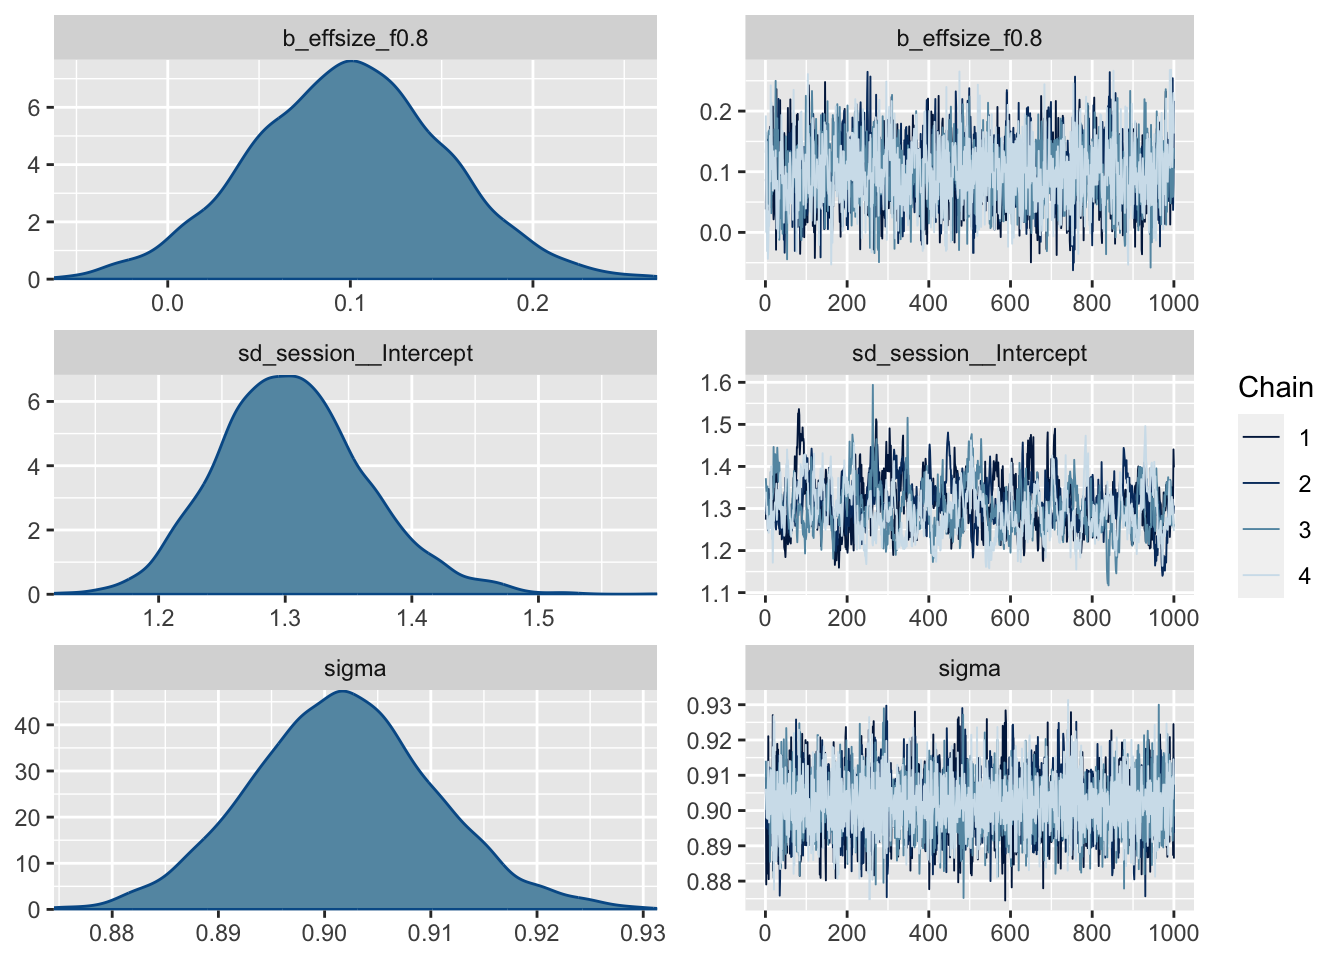 b_effsize_f0.8
0
2
4
6
0.0 0.1 0.2
b_effsize_f0.8
0.0
0.1
0.2
0 200 400 600 800 1000
sd_session__Intercept
0
2
4
6
1.2 1.3 1.4 1.5
sd_session__Intercept
1.1
1.2
1.3
1.4
1.5
1.6
0 200 400 600 800 1000
sigma
0
10
20
30
40
0.88 0.89 0.90 0.91 0.92 0.93
sigma
0.88
0.89
0.90
0.91
0.92
0.93
0 200 400 600 800 1000
Chain
1
2
3
4